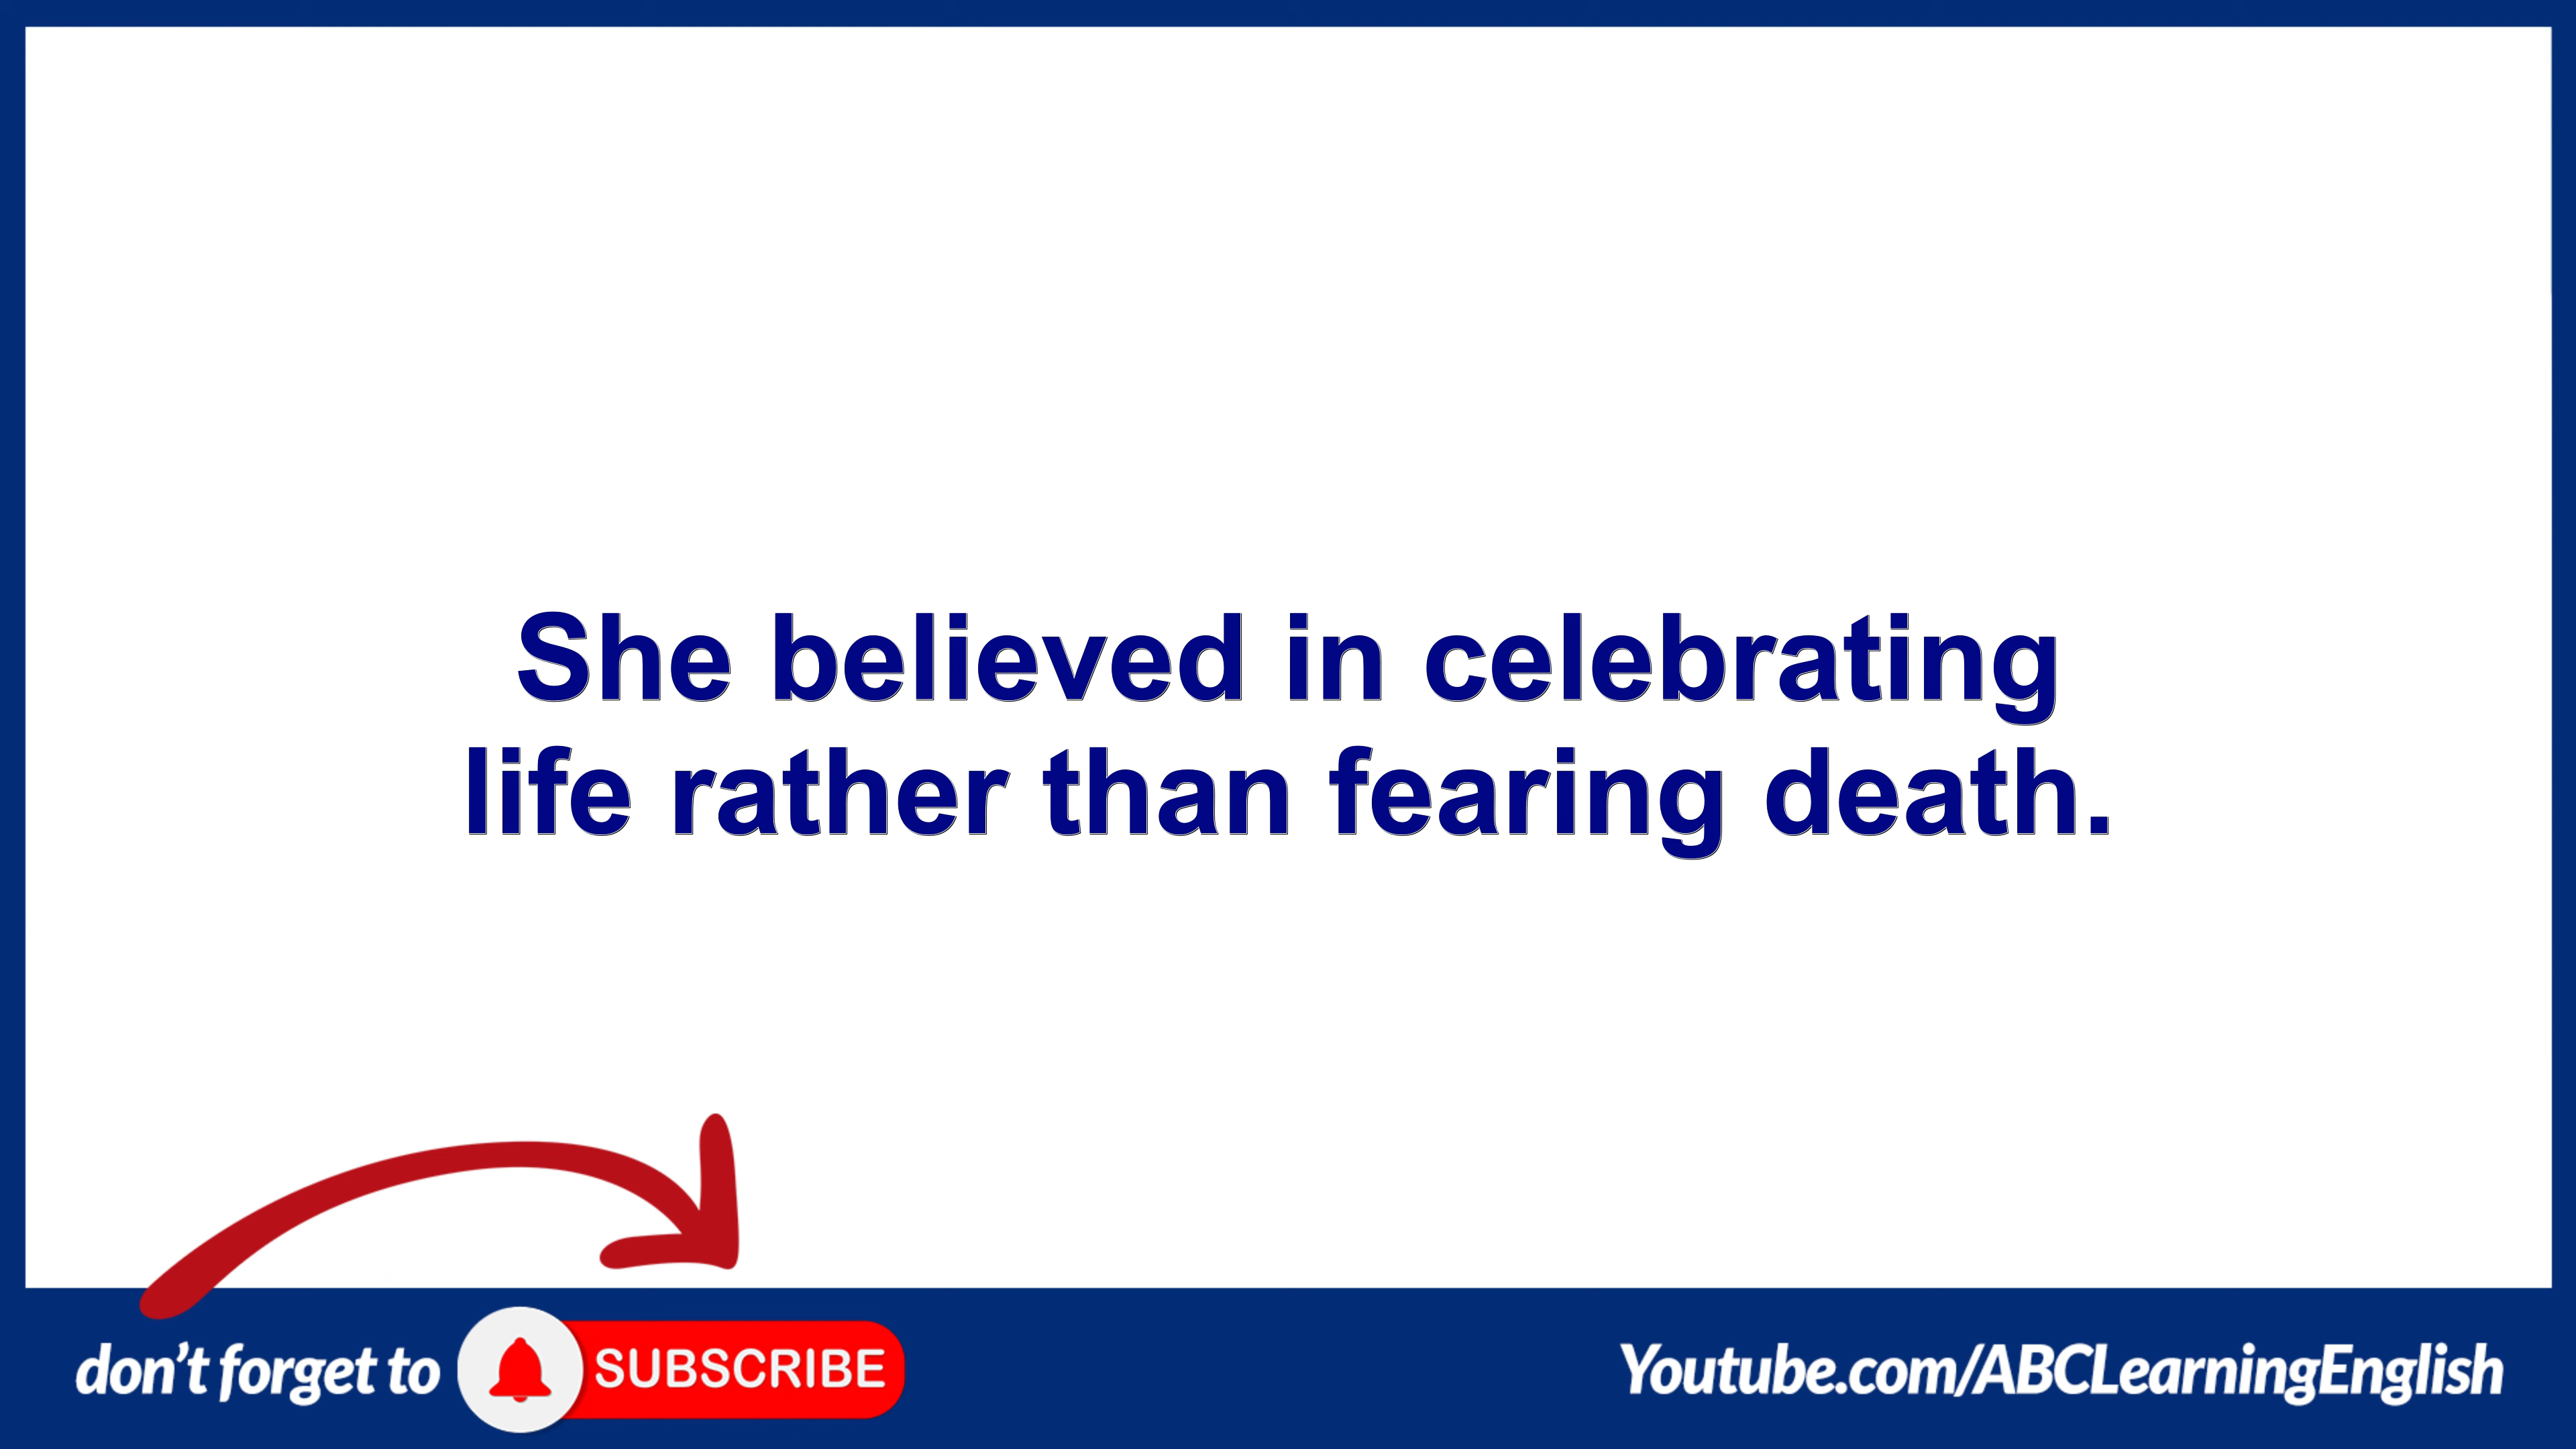 She believed in celebrating
life rather than fearing death.
don't forget to SUBSCRIBE
Youtube.com/ABCLearningEnglish